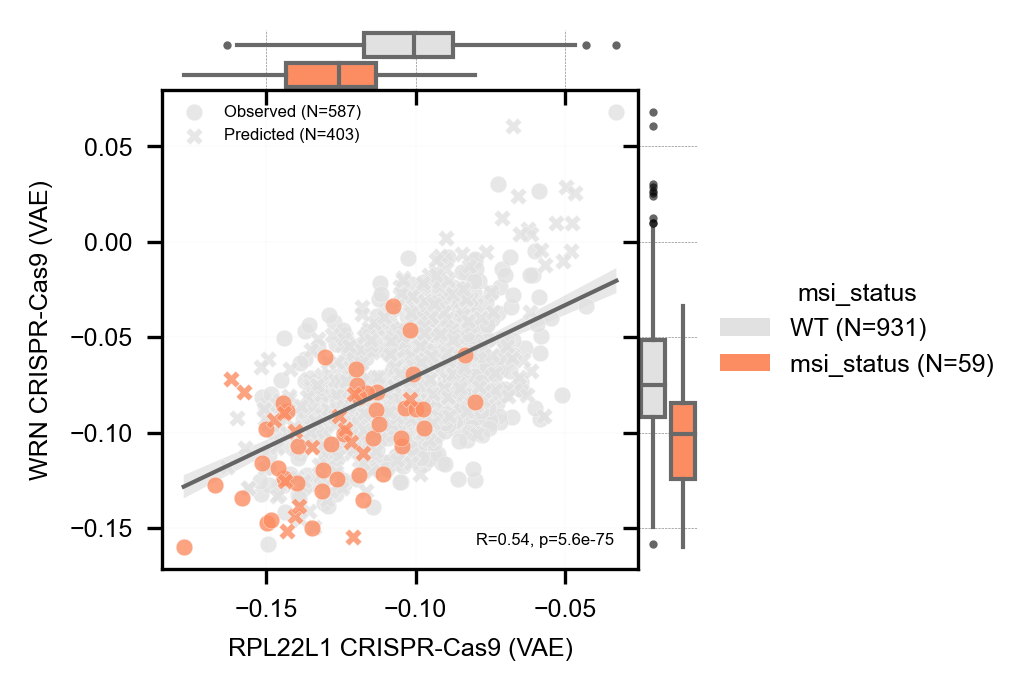 Observed (N=587)
Predicted (N=403)
0.05
0.00
−0.05
−0.10
−0.15
WRN CRISPR-Cas9 (VAE)
R=0.54, p=5.6e-75
−0.15
−0.10
−0.05
RPL22L1 CRISPR-Cas9 (VAE)
msi_status
WT (N=931)
msi_status (N=59)